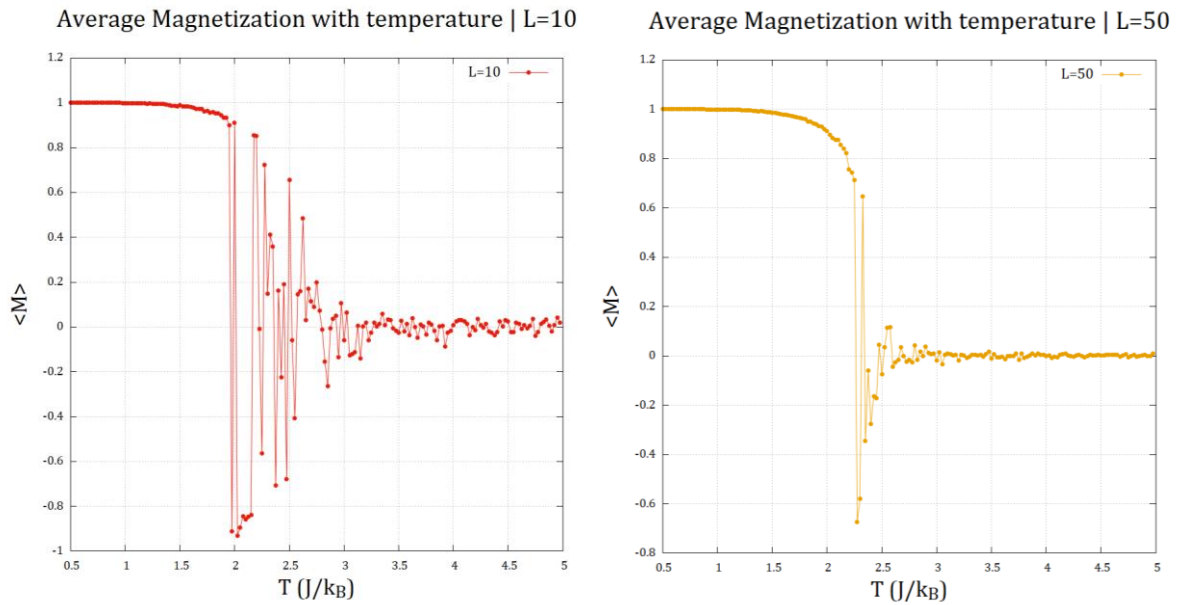 Average Magnetization with temperature | L=10
1.2
L=10
1
0.8
0.6
0.4
0.2
<M>
0
-0.2
-0.4
-0.6
-0.8
-1
0.5 1 1.5 2 2.5 3 3.5 4 4.5 5
T (J/kB)
Average Magnetization with temperature | L=50
1.2
L=50
1
0.8
0.6
0.4
0.2
<M>
0
-0.2
-0.4
-0.6
-0.8
0.5 1 1.5 2 2.5 3 3.5 4 4.5 5
T (J/kB)